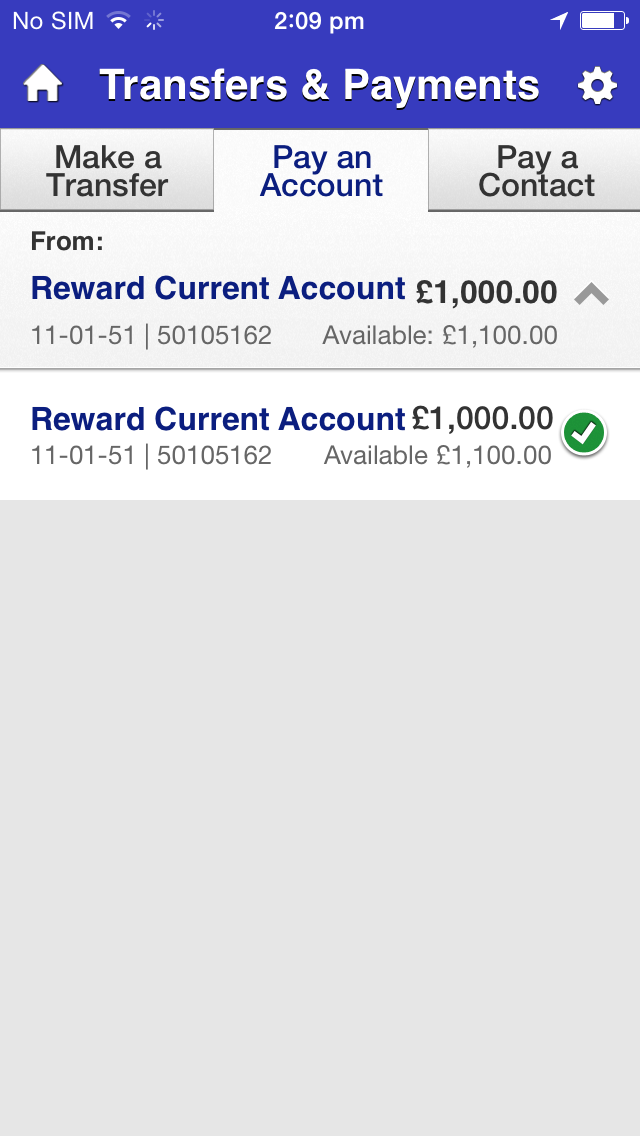 No SIM 2:09 pm
Transfers & Payments
Make a Transfer
Pay an Account
Pay a Contact
From:
Reward Current Account £1,000.00
11-01-51 | 50105162 Available: £1,100.00
Reward Current Account £1,000.00
11-01-51 | 50105162 Available £1,100.00